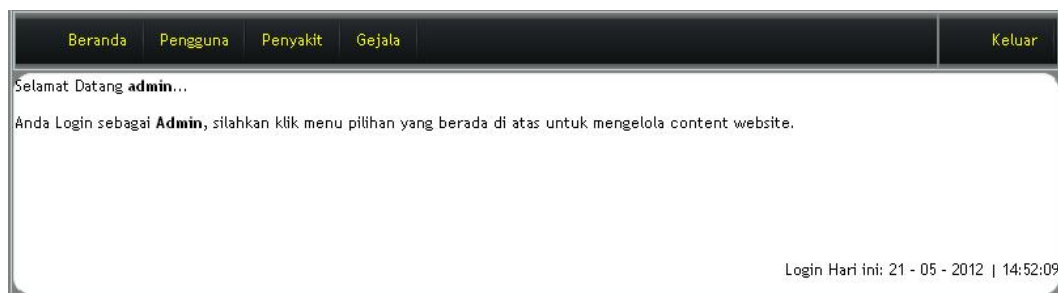 Beranda Pengguna Penyakit Gejala Keluar
Selamat Datang admin...
Anda Login sebagai Admin, silahkan klik menu pilihan yang berada di atas untuk mengelola content website.
Login Hari ini: 21 - 05 - 2012 | 14:52:09